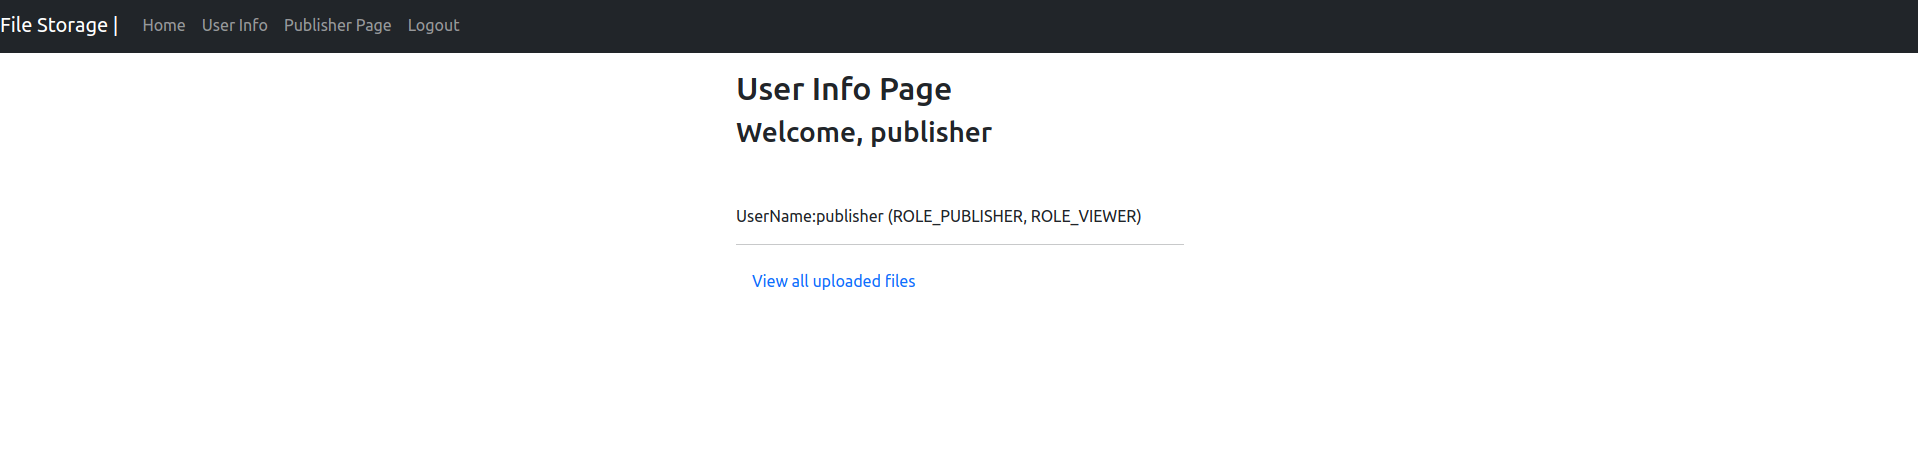 File Storage | Home User Info Publisher Page Logout
User Info Page
Welcome, publisher
UserName:publisher (ROLE_PUBLISHER, ROLE_VIEWER)
View all uploaded files